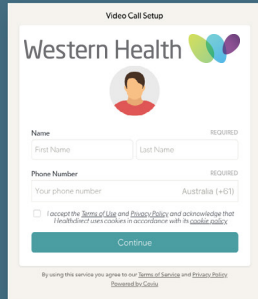 Video Call Setup
Western Health
Name REQUIRED
First Name Last Name
Phone Number REQUIRED
Your phone number Australia (+61)
I accept the Terms of Use and Privacy Policy and acknowledge that
Healthdirect uses cookies in accordance with its cookie policy
Continue
By using this service you agree to our Terms of Service and Privacy Policy
Powered by Coviu